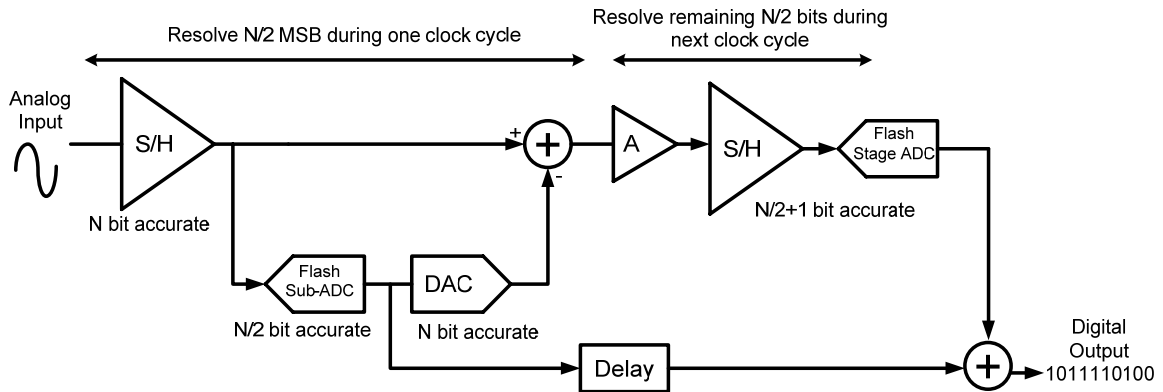 Resolve N/2 MSB during one clock cycle
Resolve remaining N/2 bits during
next clock cycle
Analog
Input
S/H
N bit accurate
+
+
-
A
S/H
Flash
Stage ADC
N/2+1 bit accurate
Flash
Sub-ADC
N/2 bit accurate
DAC
N bit accurate
Delay
+
Digital
Output
1011110100